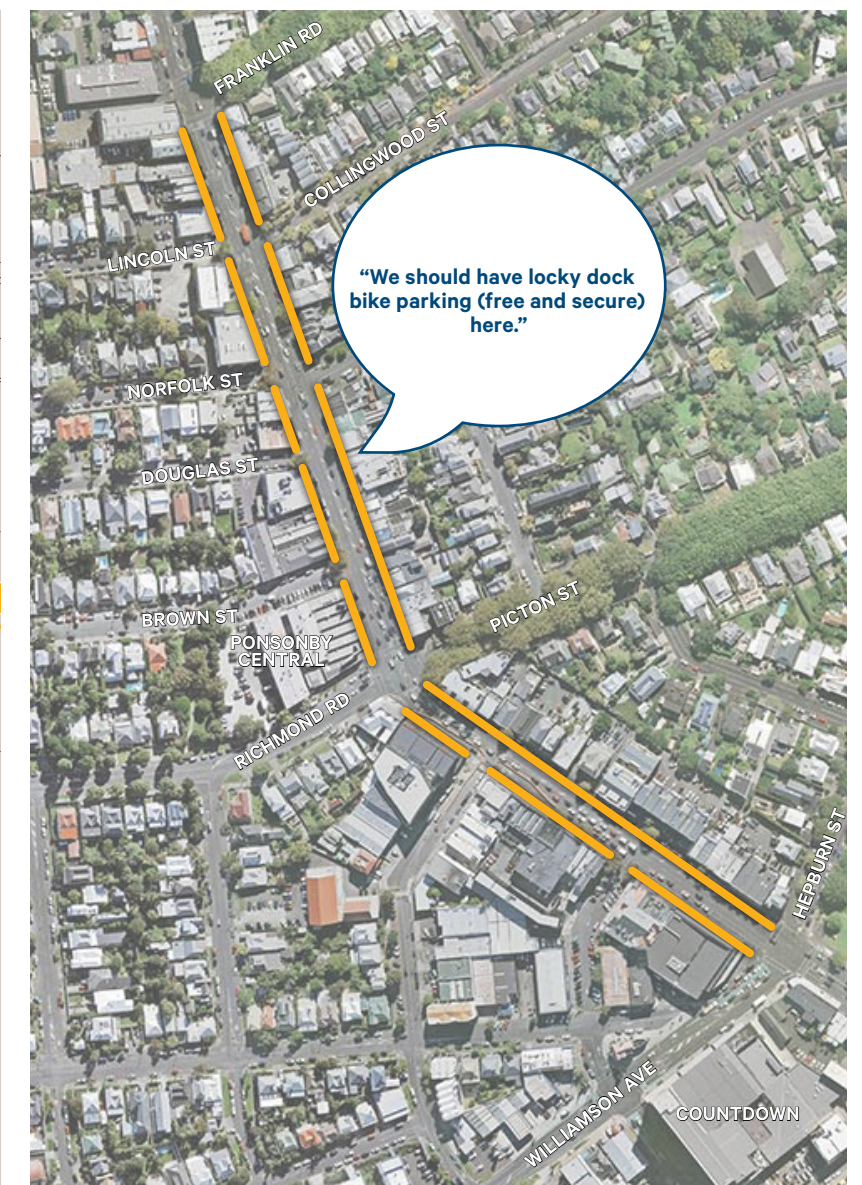 FRANKLIN RD
COLLINGWOOD ST
LINCOLN ST
“We should have locky dock
bike parking (free and secure)
here.”
NORFOLK ST
DOUGLAS ST
BROWN ST
PICTON ST
PONSONBY
CENTRAL
RICHMOND RD
HEPBURN ST
WILLIAMSON AVE
COUNTDOWN